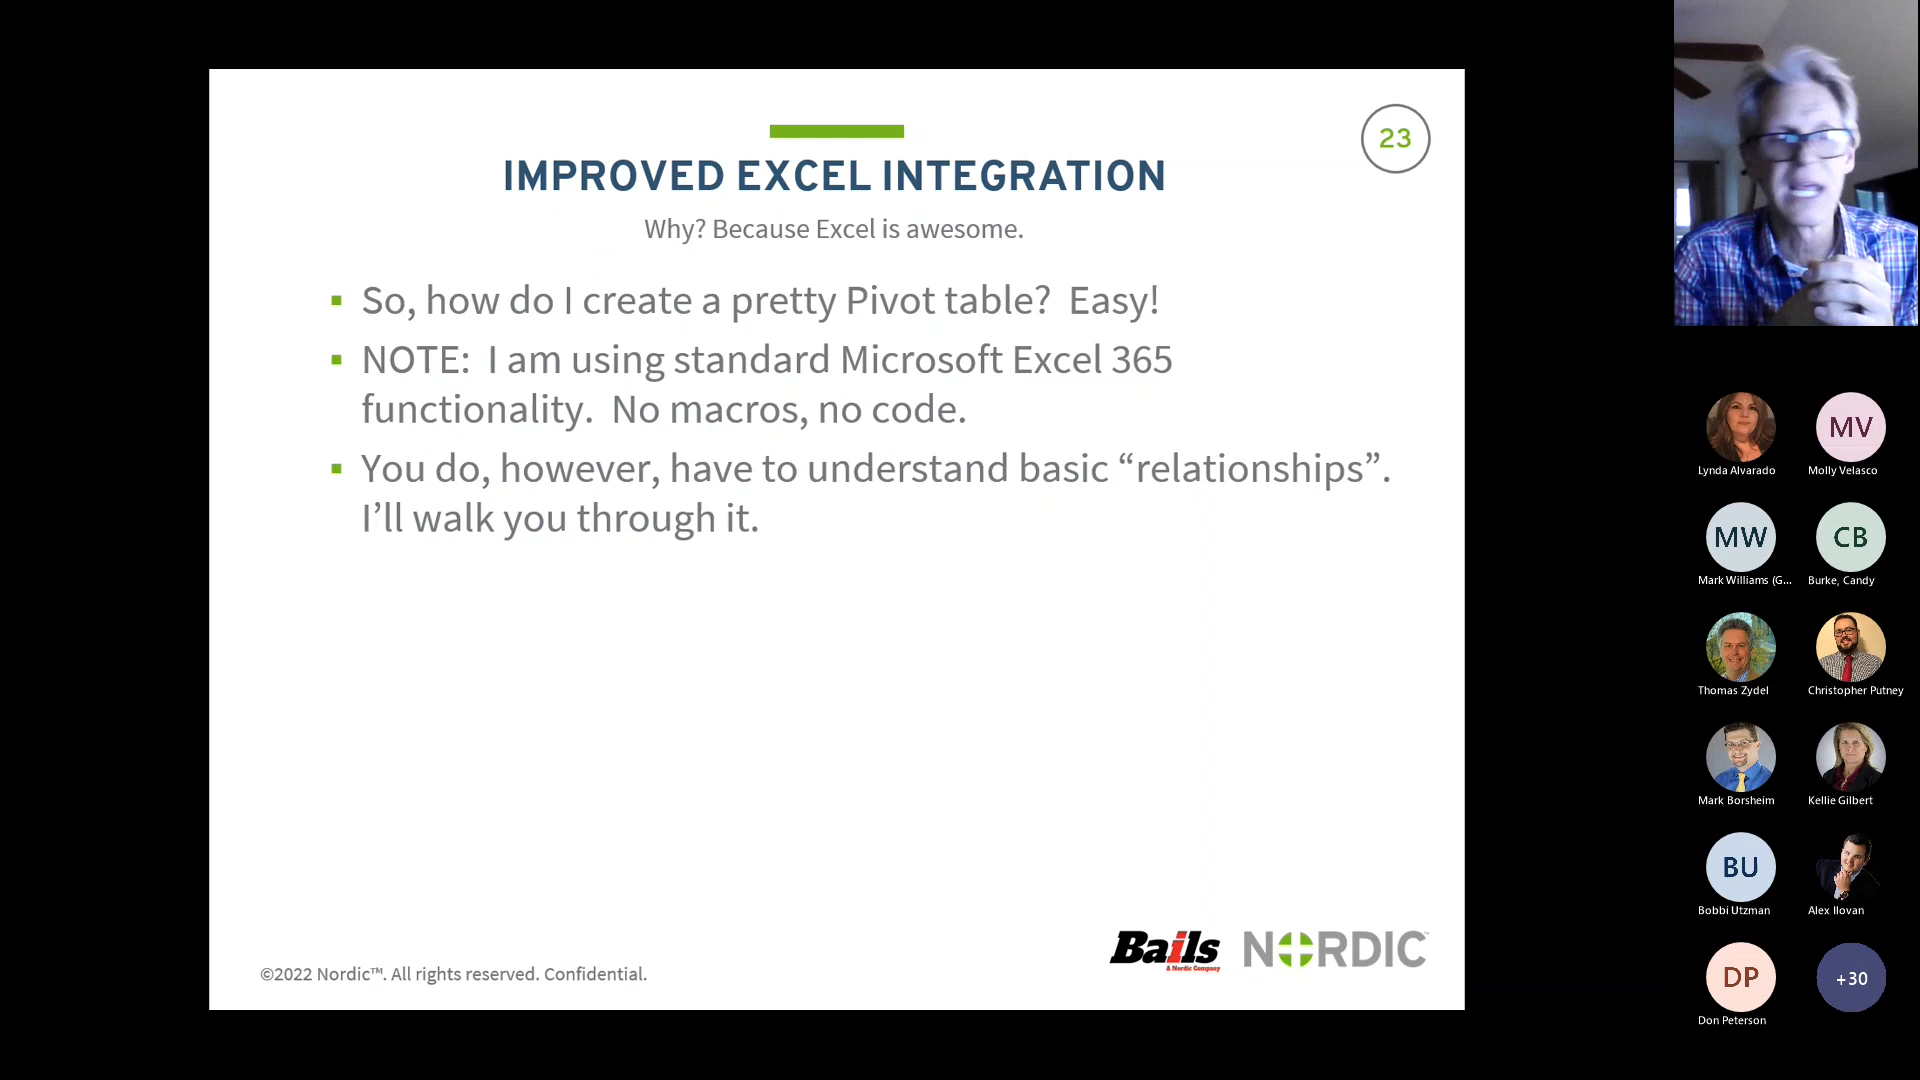 23
IMPROVED EXCEL INTEGRATION
Why? Because Excel is awesome.
▪ So, how do I create a pretty Pivot table?  Easy!
▪ NOTE:  I am using standard Microsoft Excel 365
functionality.  No macros, no code.
▪ You do, however, have to understand basic “relationships”.
I’ll walk you through it.
©2022 Nordic™. All rights reserved. Confidential.
Bails
A Nordic Company
NORDIC™
MV
Lynda Alvarado
Molly Velasco
MW
CB
Mark Williams (G...
Burke, Candy
Thomas Zydel
Christopher Putney
Mark Borsheim
Kellie Gilbert
BU
Bobbi Utzman
Alex Ilovan
DP
+30
Don Peterson